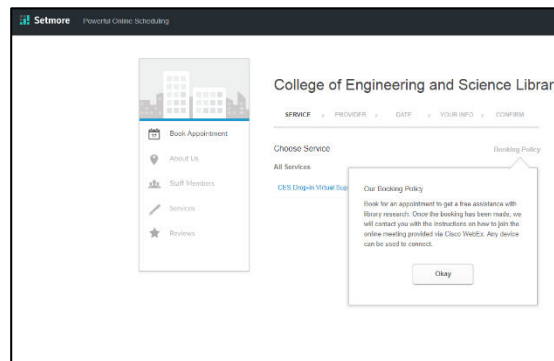 Setmore Powerful Online Scheduling
College of Engineering and Science Librar
SERVICE PROVIDER DATE YOUR INFO CONFIRM
Book Appointment
About Us
Staff Members
Services
Reviews
Choose Service Booking Policy
All Services
CES Drop-in Virtual Sup
Our Booking Policy
Book for an appointment to get a free assistance with
library research. Once the booking has been made, we
will contact you with the instructions on how to join the
online meeting provided via Cisco WebEx. Any device
can be used to connect.
Okay